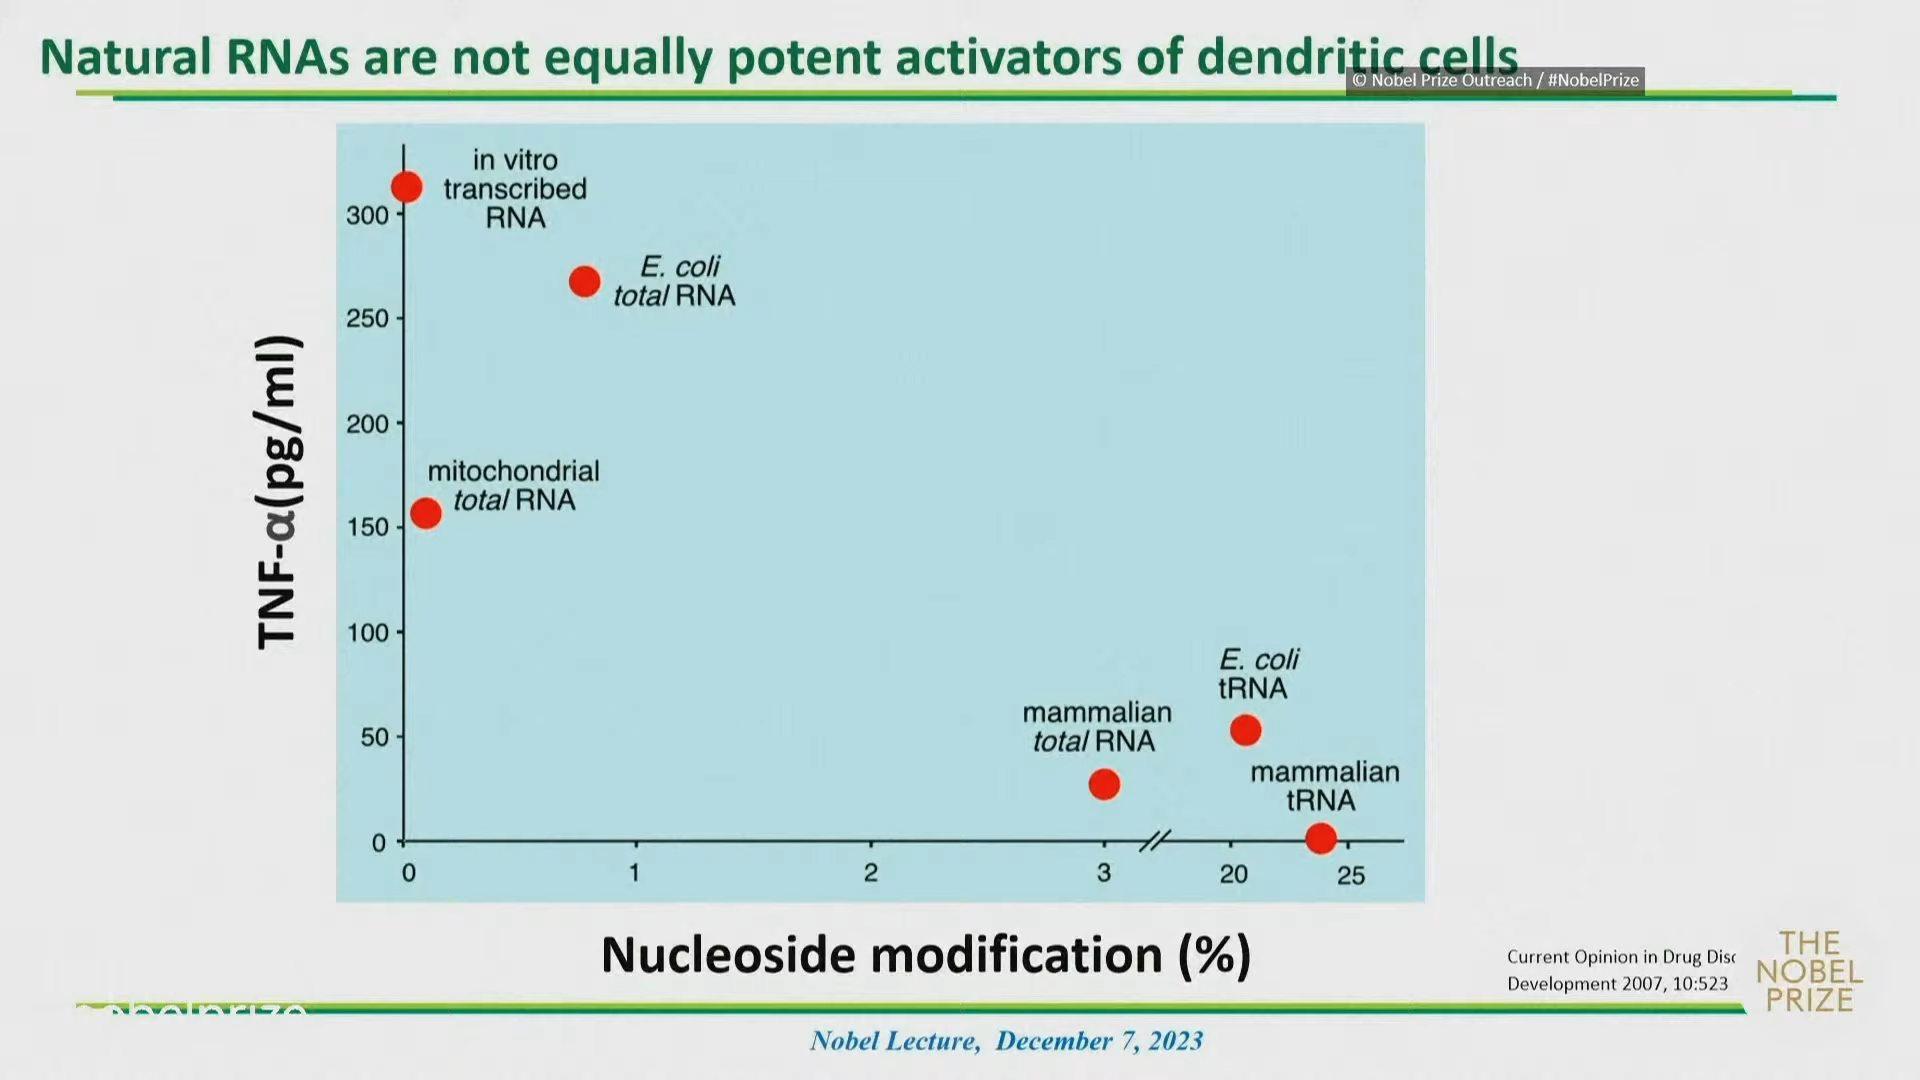 Natural RNAs are not equally potent activators of dendritic cells
© Nobel Prize Outreach / #NobelPrize
in vitro
transcribed
RNA
300
E. coli
total RNA
250
TNF-α(pg/ml)
200
mitochondrial
total RNA
150
100
E. coli
tRNA
mammalian
total RNA
50
mammalian
tRNA
0
0
1
2
3
20
25
Nucleoside modification (%)
Current Opinion in Drug Disc
Development 2007, 10:523
THE
NOBEL
PRIZE
nobelprize
Nobel Lecture, December 7, 2023